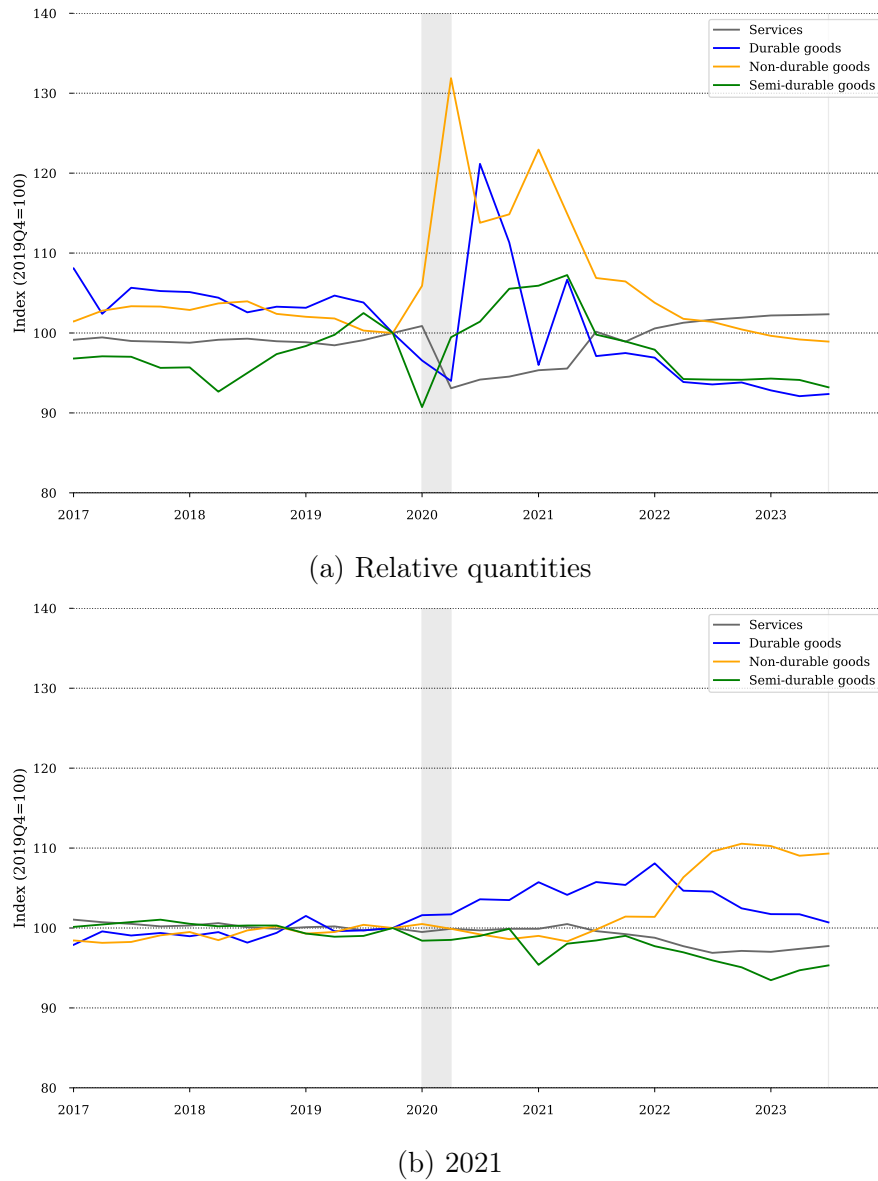 140
130
120
110
100
90
80
Index (2019Q4=100)
Services
Durable goods
Non-durable goods
Semi-durable goods
2017 2018 2019 2020 2021 2022 2023
(a) Relative quantities
140
130
120
110
100
90
80
Index (2019Q4=100)
Services
Durable goods
Non-durable goods
Semi-durable goods
2017 2018 2019 2020 2021 2022 2023
(b) 2021